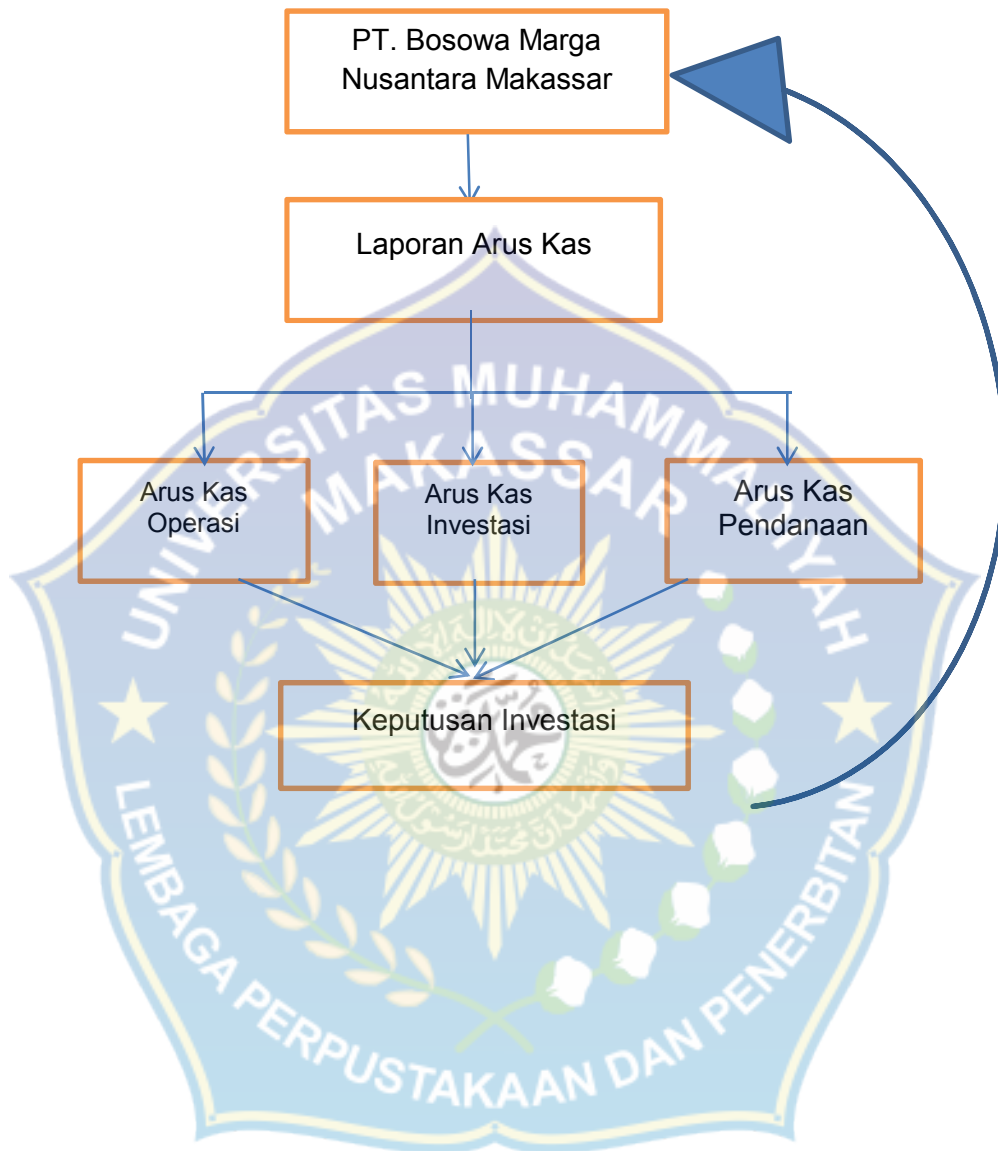 PT. Bosowa Marga
Nusantara Makassar
Laporan Arus Kas
UNIVERSITAS MUHAMMADIYAH
MAKASSAR
Arus Kas
Operasi
Arus Kas
Investasi
Arus Kas
Pendanaan
Keputusan Investasi
LEMBAGA PERPUSTAKAAN DAN PENERBITAN